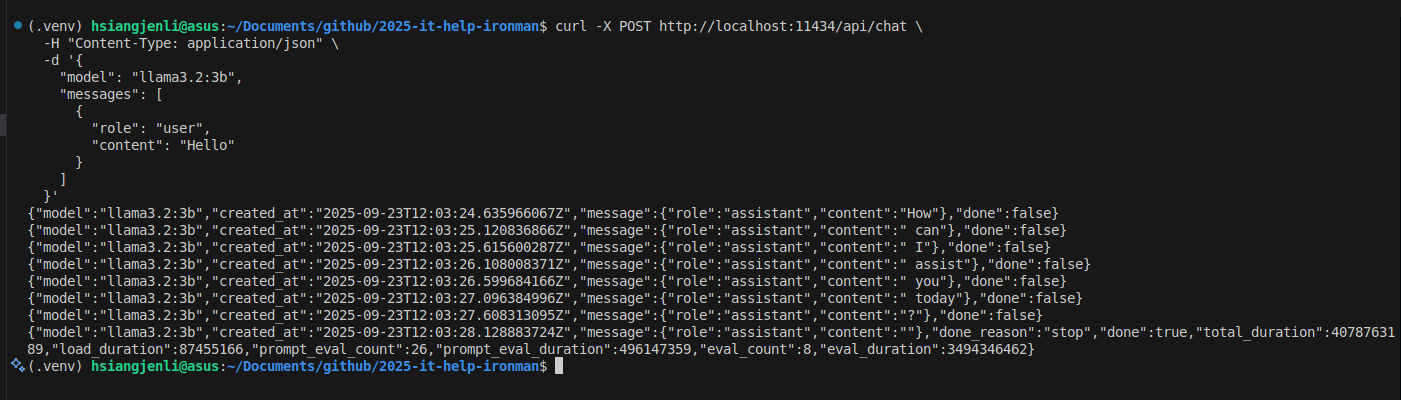 (.venv) hsiangjenli@asus:~/Documents/github/2025-it-help-ironman$ curl -X POST http://localhost:11434/api/chat \
  -H "Content-Type: application/json" \
  -d '{
    "model": "llama3.2:3b",
    "messages": [
      {
        "role": "user",
        "content": "Hello"
      }
    ]
  }'
{"model":"llama3.2:3b","created_at":"2025-09-23T12:03:24.635966067Z","message":{"role":"assistant","content":"How"},"done":false}
{"model":"llama3.2:3b","created_at":"2025-09-23T12:03:25.120836866Z","message":{"role":"assistant","content":" can"},"done":false}
{"model":"llama3.2:3b","created_at":"2025-09-23T12:03:25.615600287Z","message":{"role":"assistant","content":" I"},"done":false}
{"model":"llama3.2:3b","created_at":"2025-09-23T12:03:26.108008371Z","message":{"role":"assistant","content":" assist"},"done":false}
{"model":"llama3.2:3b","created_at":"2025-09-23T12:03:26.599684166Z","message":{"role":"assistant","content":" you"},"done":false}
{"model":"llama3.2:3b","created_at":"2025-09-23T12:03:27.096384996Z","message":{"role":"assistant","content":" today"},"done":false}
{"model":"llama3.2:3b","created_at":"2025-09-23T12:03:27.608313095Z","message":{"role":"assistant","content":"?"},"done":false}
{"model":"llama3.2:3b","created_at":"2025-09-23T12:03:28.128883724Z","message":{"role":"assistant","content":""},"done_reason":"stop","done":true,"total_duration":40787631
89,"load_duration":87455166,"prompt_eval_count":26,"prompt_eval_duration":496147359,"eval_count":8,"eval_duration":3494346462}
(.venv) hsiangjenli@asus:~/Documents/github/2025-it-help-ironman$